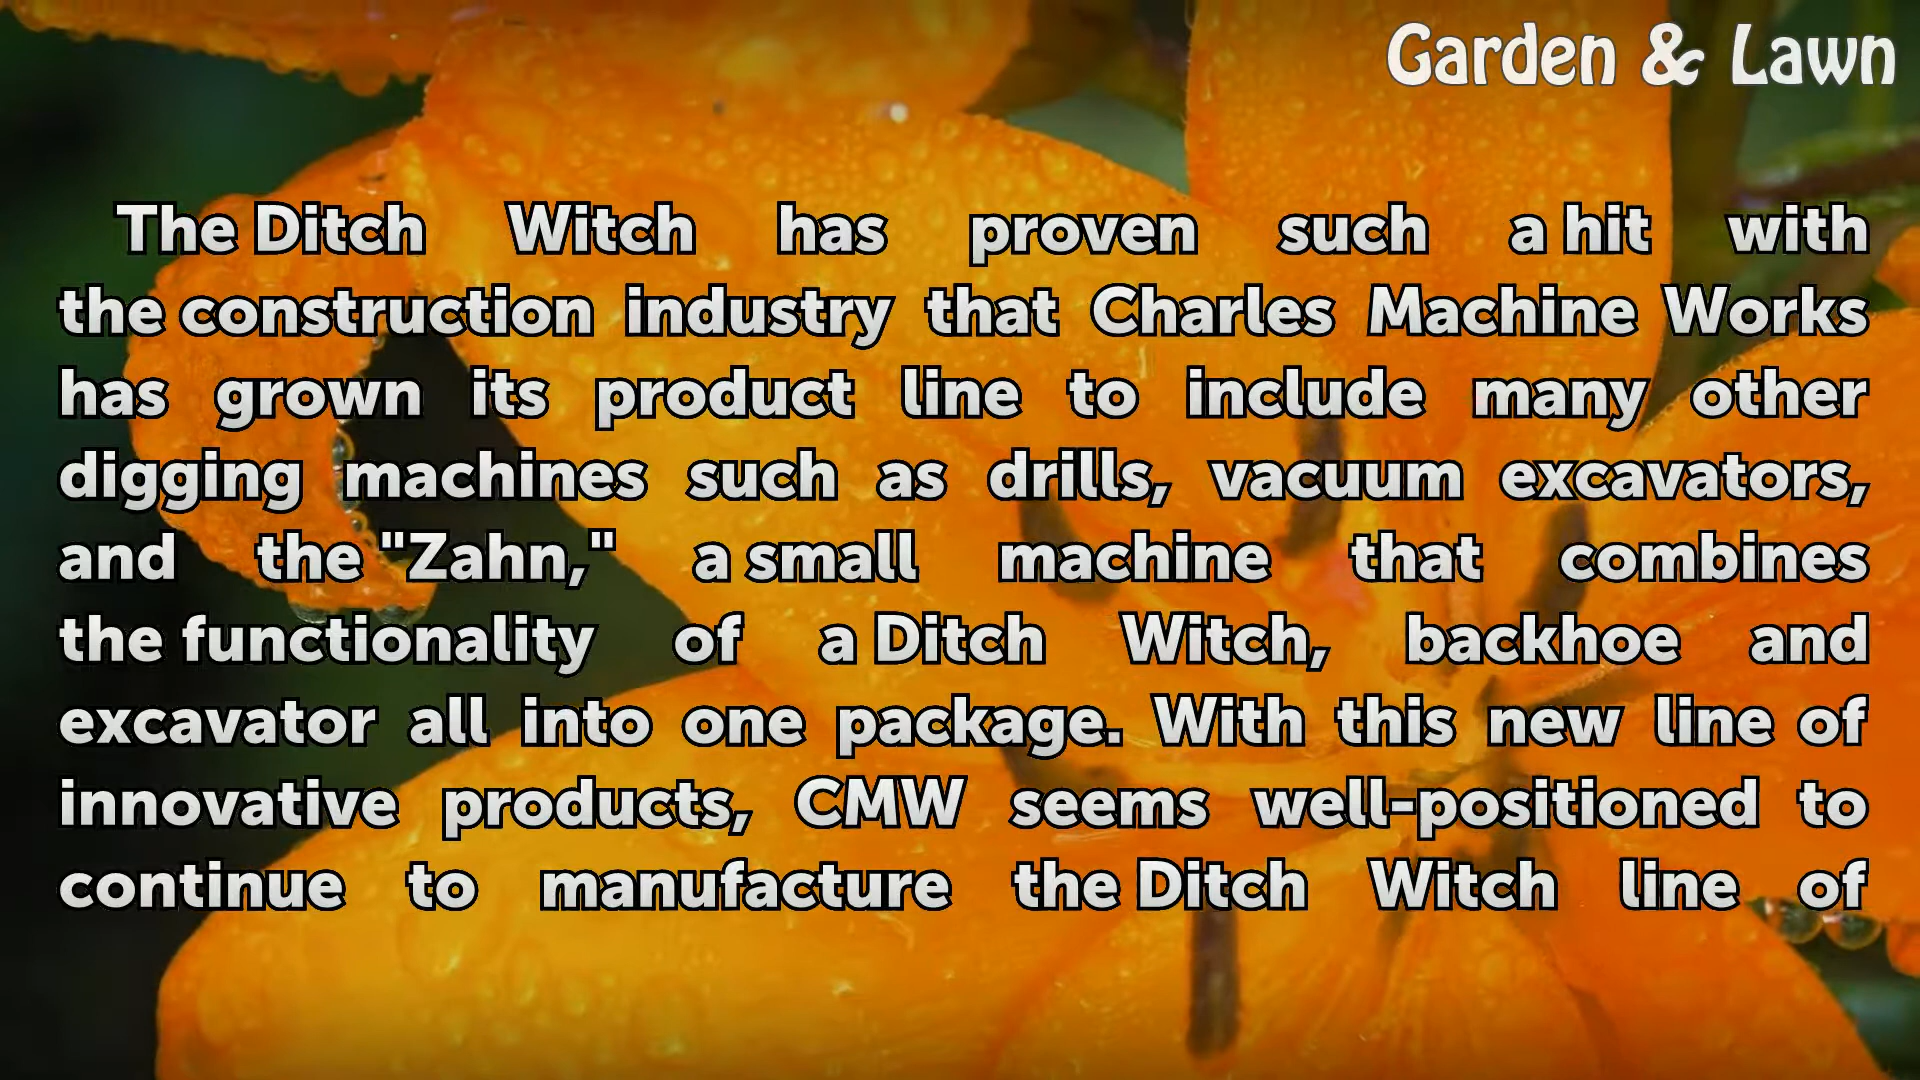 Garden & Lawn
The Ditch Witch has proven such a hit with
the construction industry that Charles Machine Works
has grown its product line to include many other
digging machines such as drills, vacuum excavators,
and the "Zahn," a small machine that combines
the functionality of a Ditch Witch, backhoe and
excavator all into one package. With this new line of
innovative products, CMW seems well-positioned to
continue to manufacture the Ditch Witch line of